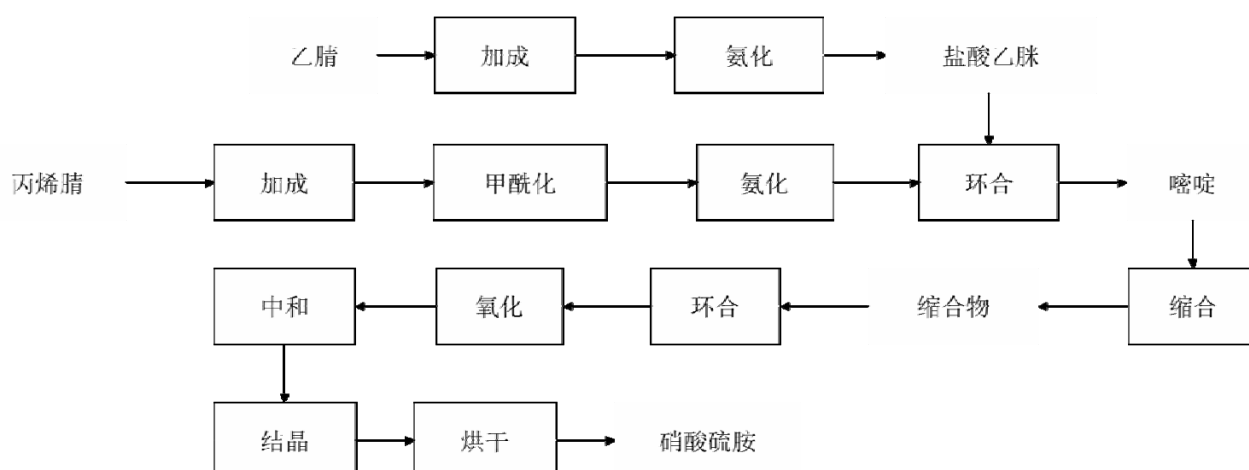 乙腈 加成 氨化 盐酸乙脒
丙烯腈 加成 甲酰化 氨化 环合 嘧啶
中和 氧化 环合 缩合物 缩合
结晶 烘干 硝酸硫胺